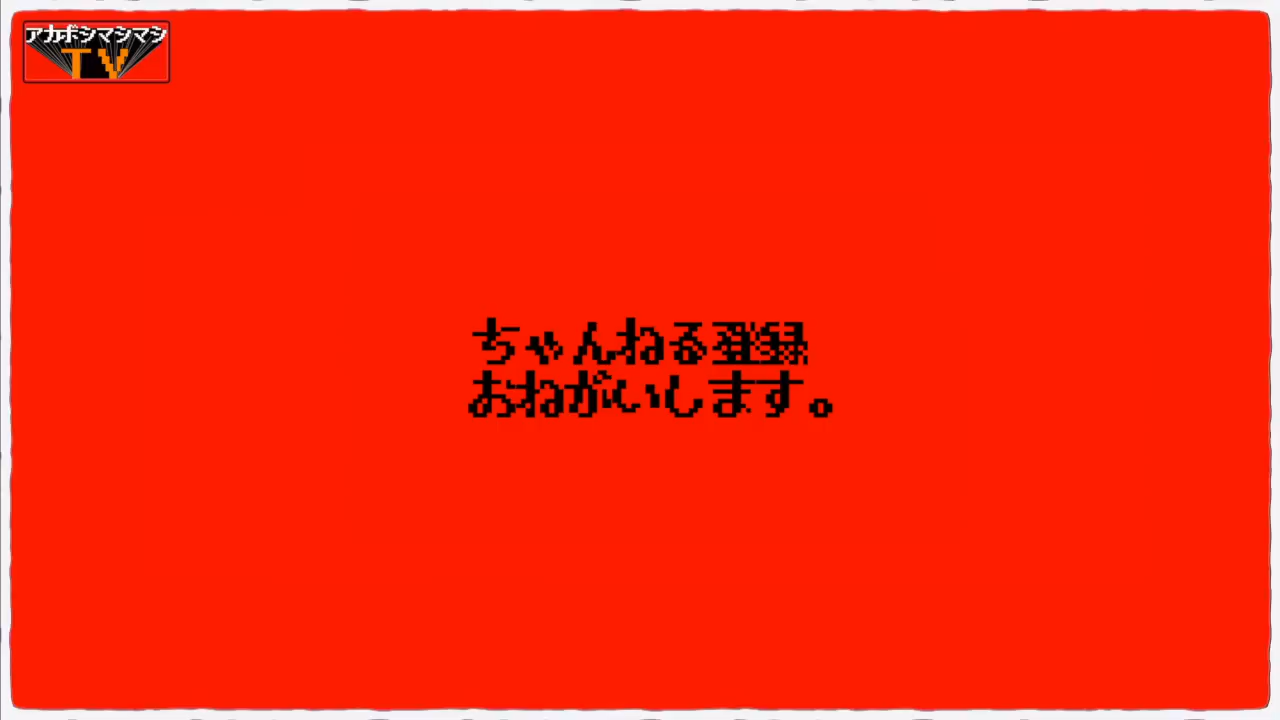 アカボシマシマシ
TV
ちゃんねる登録
おねがいします。